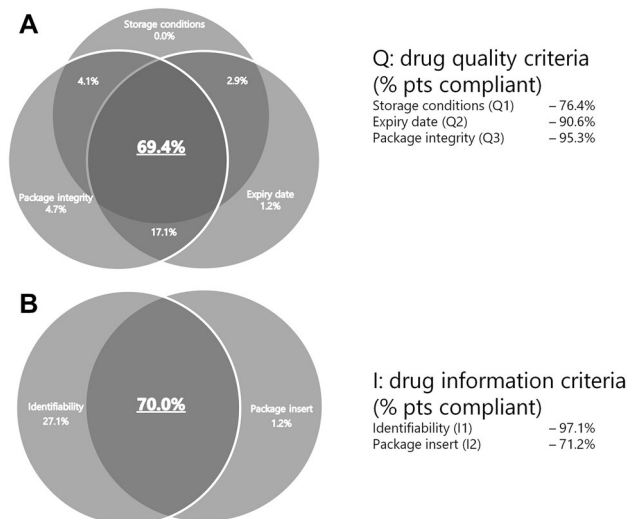 A
Storage conditions
0.0%
4.1%
2.9%
69.4%
Package integrity
4.7%
Expiry date
1.2%
17.1%
Q: drug quality criteria
(% pts compliant)
Storage conditions (Q1) – 76.4%
Expiry date (Q2) – 90.6%
Package integrity (Q3) – 95.3%
B
Identifiability
27.1%
70.0%
Package insert
1.2%
I: drug information criteria
(% pts compliant)
Identifiability (I1) – 97.1%
Package insert (I2) – 71.2%